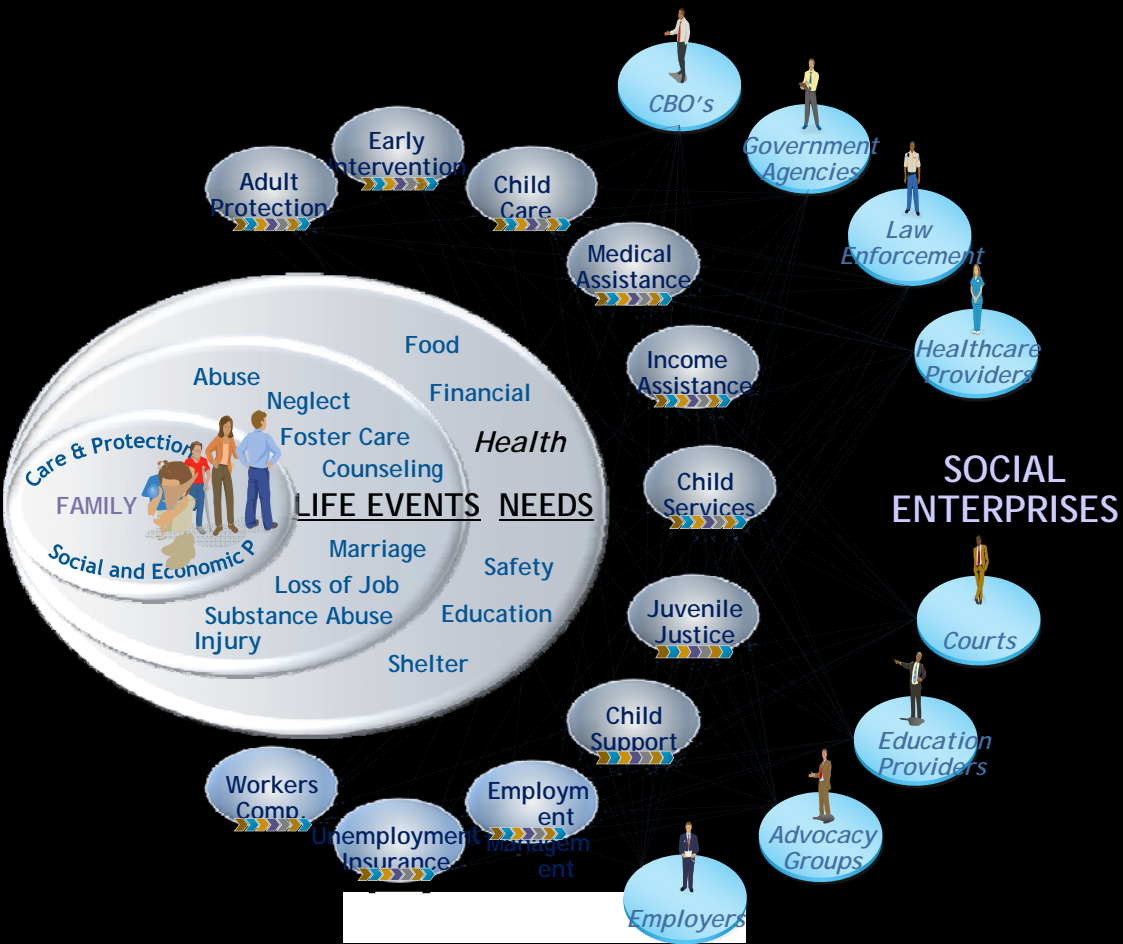 CBO's
Government
Agencies
Early
Intervention
Adult
Protection
Child
Care
Law
Enforcement
Medical
Assistance
Healthcare
Providers
Income
Assistance
Food
Abuse
Financial
Neglect
Care & Protection
Foster Care
Health
Counseling
SOCIAL
ENTERPRISES
Child
Services
FAMILY
LIFE EVENTS
NEEDS
Social and Economic P
Marriage
Safety
Loss of Job
Substance Abuse
Education
Injury
Shelter
Juvenile
Justice
Courts
Child
Support
Education
Providers
Workers
Comp.
Employm
ent
Management
Unemployment
Insurance
Advocacy
Groups
Employers